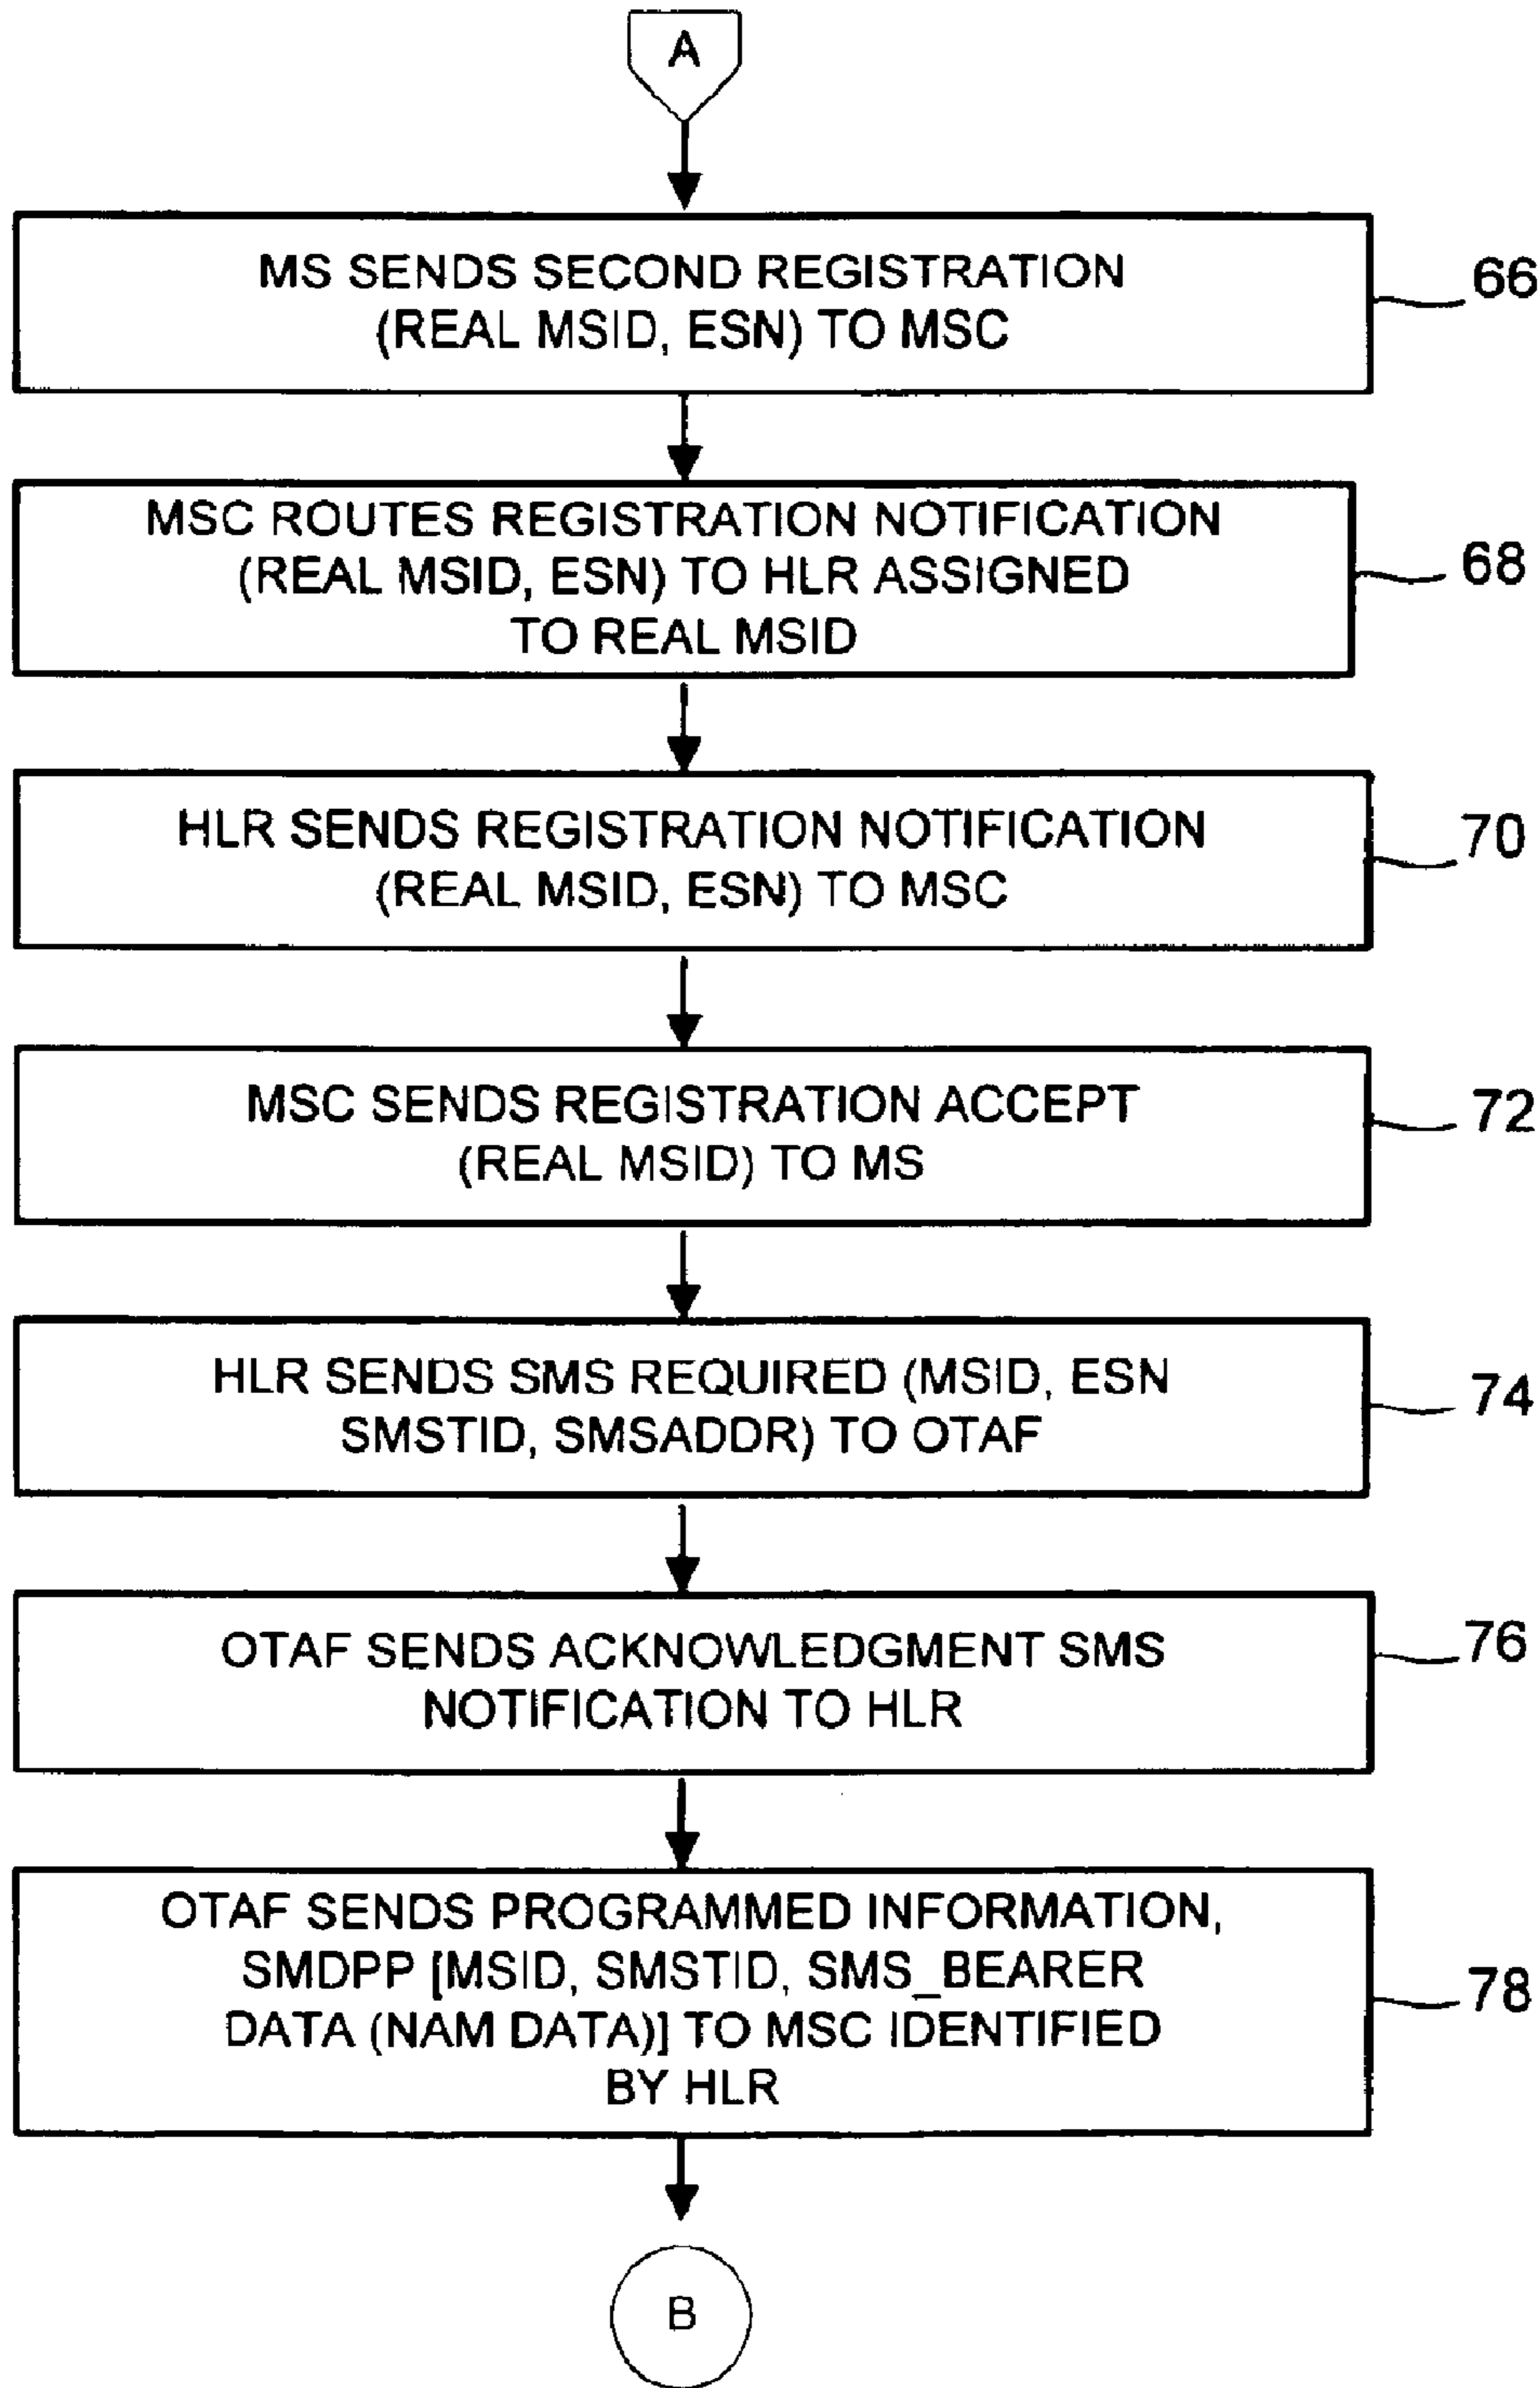 A
MS SENDS SECOND REGISTRATION
(REAL MSID, ESN) TO MSC
66
MSC ROUTES REGISTRATION NOTIFICATION
(REAL MSID, ESN) TO HLR ASSIGNED
TO REAL MSID
68
HLR SENDS REGISTRATION NOTIFICATION
(REAL MSID, ESN) TO MSC
70
MSC SENDS REGISTRATION ACCEPT
(REAL MSID) TO MS
72
HLR SENDS SMS REQUIRED (MSID, ESN
SMSTID, SMSADDR) TO OTAF
74
OTAF SENDS ACKNOWLEDGMENT SMS
NOTIFICATION TO HLR
76
OTAF SENDS PROGRAMMED INFORMATION,
SMDPP [MSID, SMSTID, SMS_BEARER
DATA (NAM DATA)] TO MSC IDENTIFIED
BY HLR
78
B